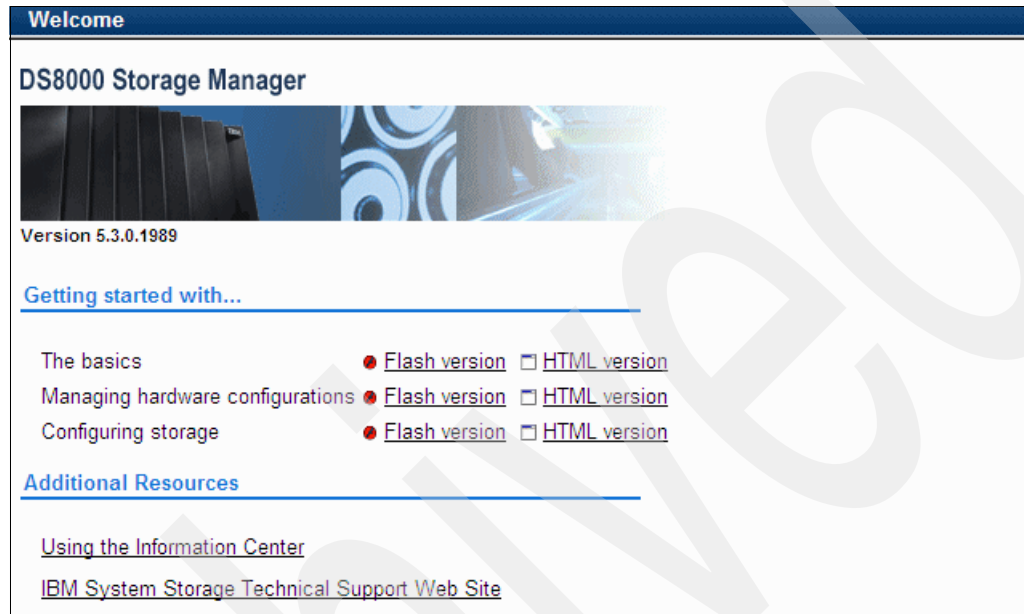 Welcome
DS8000 Storage Manager
Version 5.3.0.1989
Getting started with...
The basics Flash version HTML version
Managing hardware configurations Flash version HTML version
Configuring storage Flash version HTML version
Additional Resources
Using the Information Center
IBM System Storage Technical Support Web Site